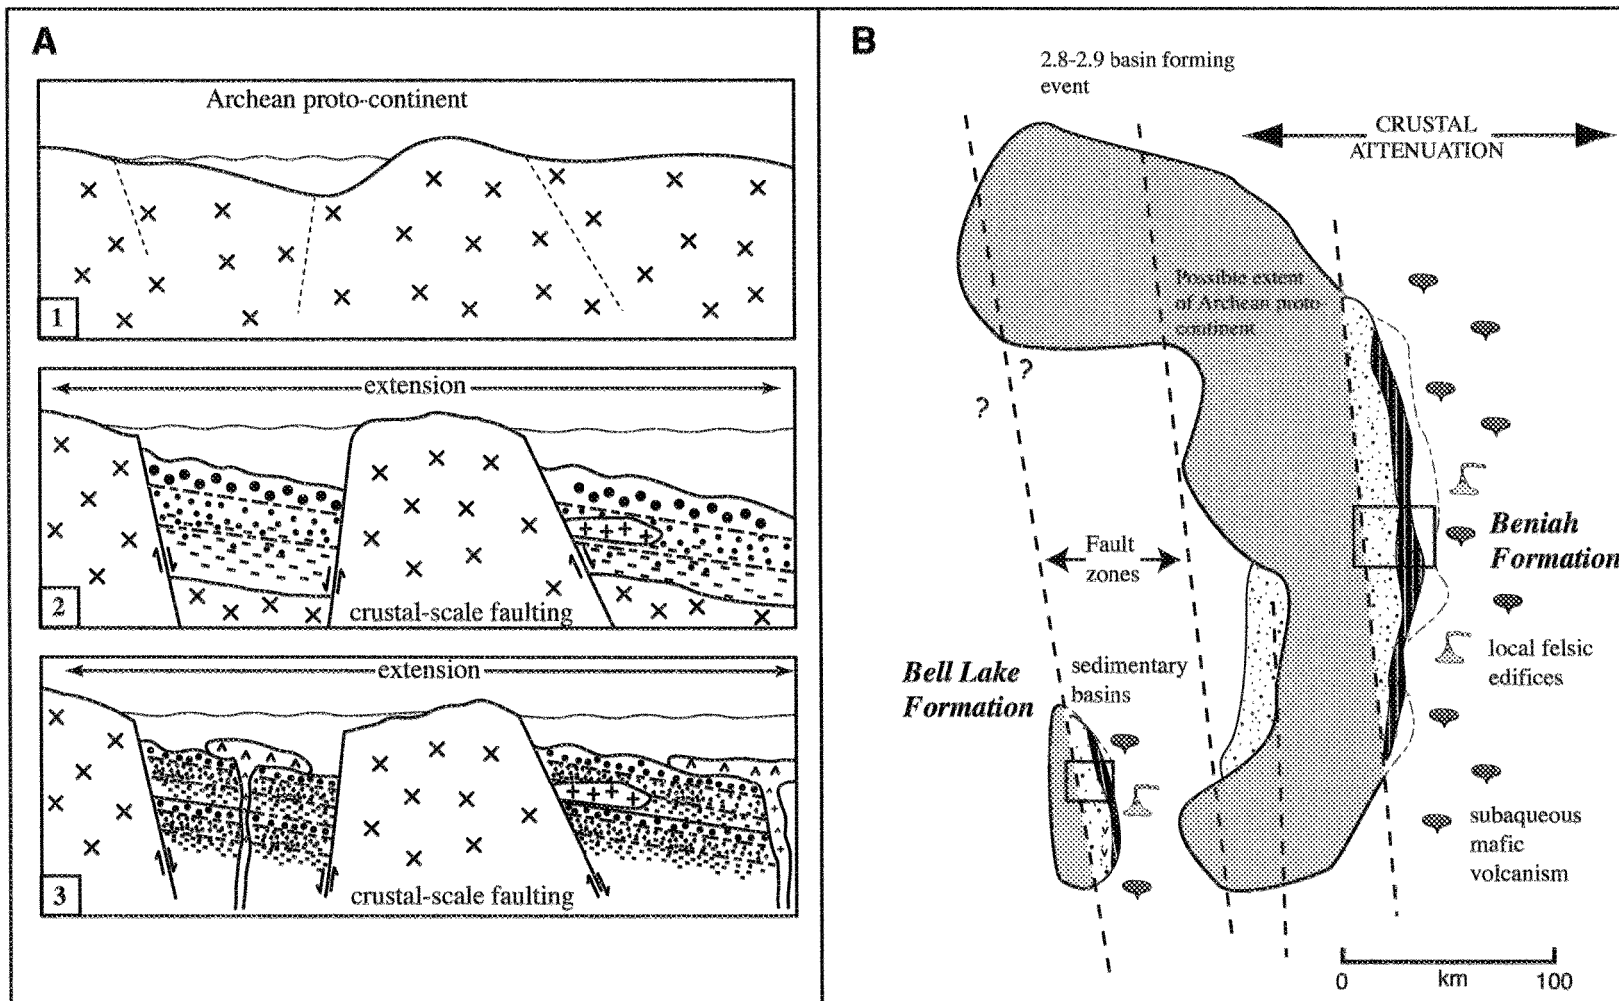 A
Archean proto-continent
1
extension
crustal-scale faulting
2
extension
crustal-scale faulting
3
B
2.8-2.9 basin forming
event
CRUSTAL
ATTENUATION
Possible extent
of Archean proto-
continent
?
?
Fault
zones
Beniah
Formation
Bell Lake
Formation
sedimentary
basins
local felsic
edifices
subaqueous
mafic
volcanism
km
0
100